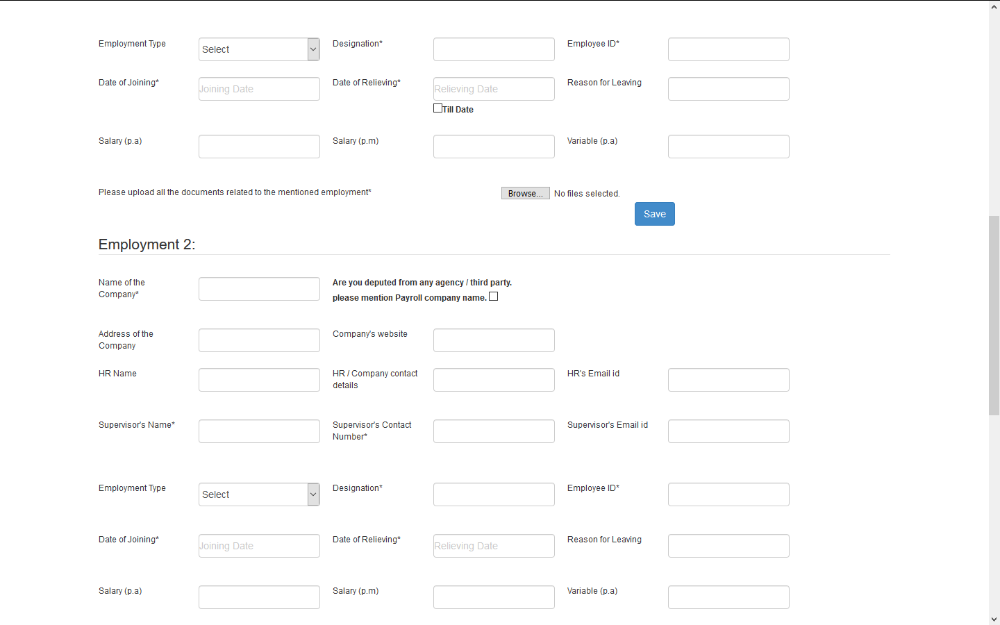 Employment Type Select Designation* Employee ID*
Date of Joining* Joining Date Date of Relieving* Relieving Date Reason for Leaving
Till Date
Salary (p.a) Salary (p.m) Variable (p.a)
Please upload all the documents related to the mentioned employment* Browse... No files selected.
Save
Employment 2:
Name of the
Company*
Are you deputed from any agency / third party.
please mention Payroll company name.
Address of the
Company
Company's website
HR Name
HR / Company contact
details
HR's Email id
Supervisor's Name*
Supervisor's Contact
Number*
Supervisor's Email id
Employment Type Select Designation* Employee ID*
Date of Joining* Joining Date Date of Relieving* Relieving Date Reason for Leaving
Salary (p.a) Salary (p.m) Variable (p.a)